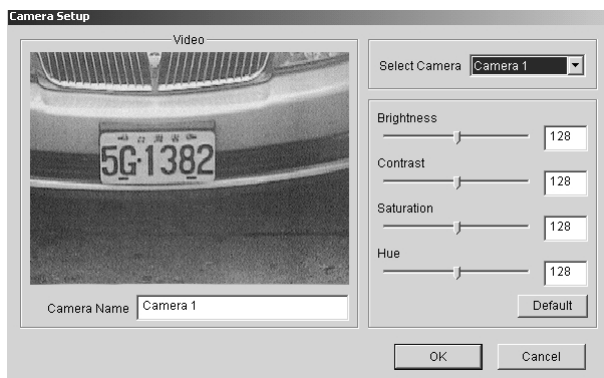 Camera Setup
Video
5G·1382
Camera Name Camera 1
Select Camera Camera 1
Brightness
128
Contrast
128
Saturation
128
Hue
128
Default
OK
Cancel